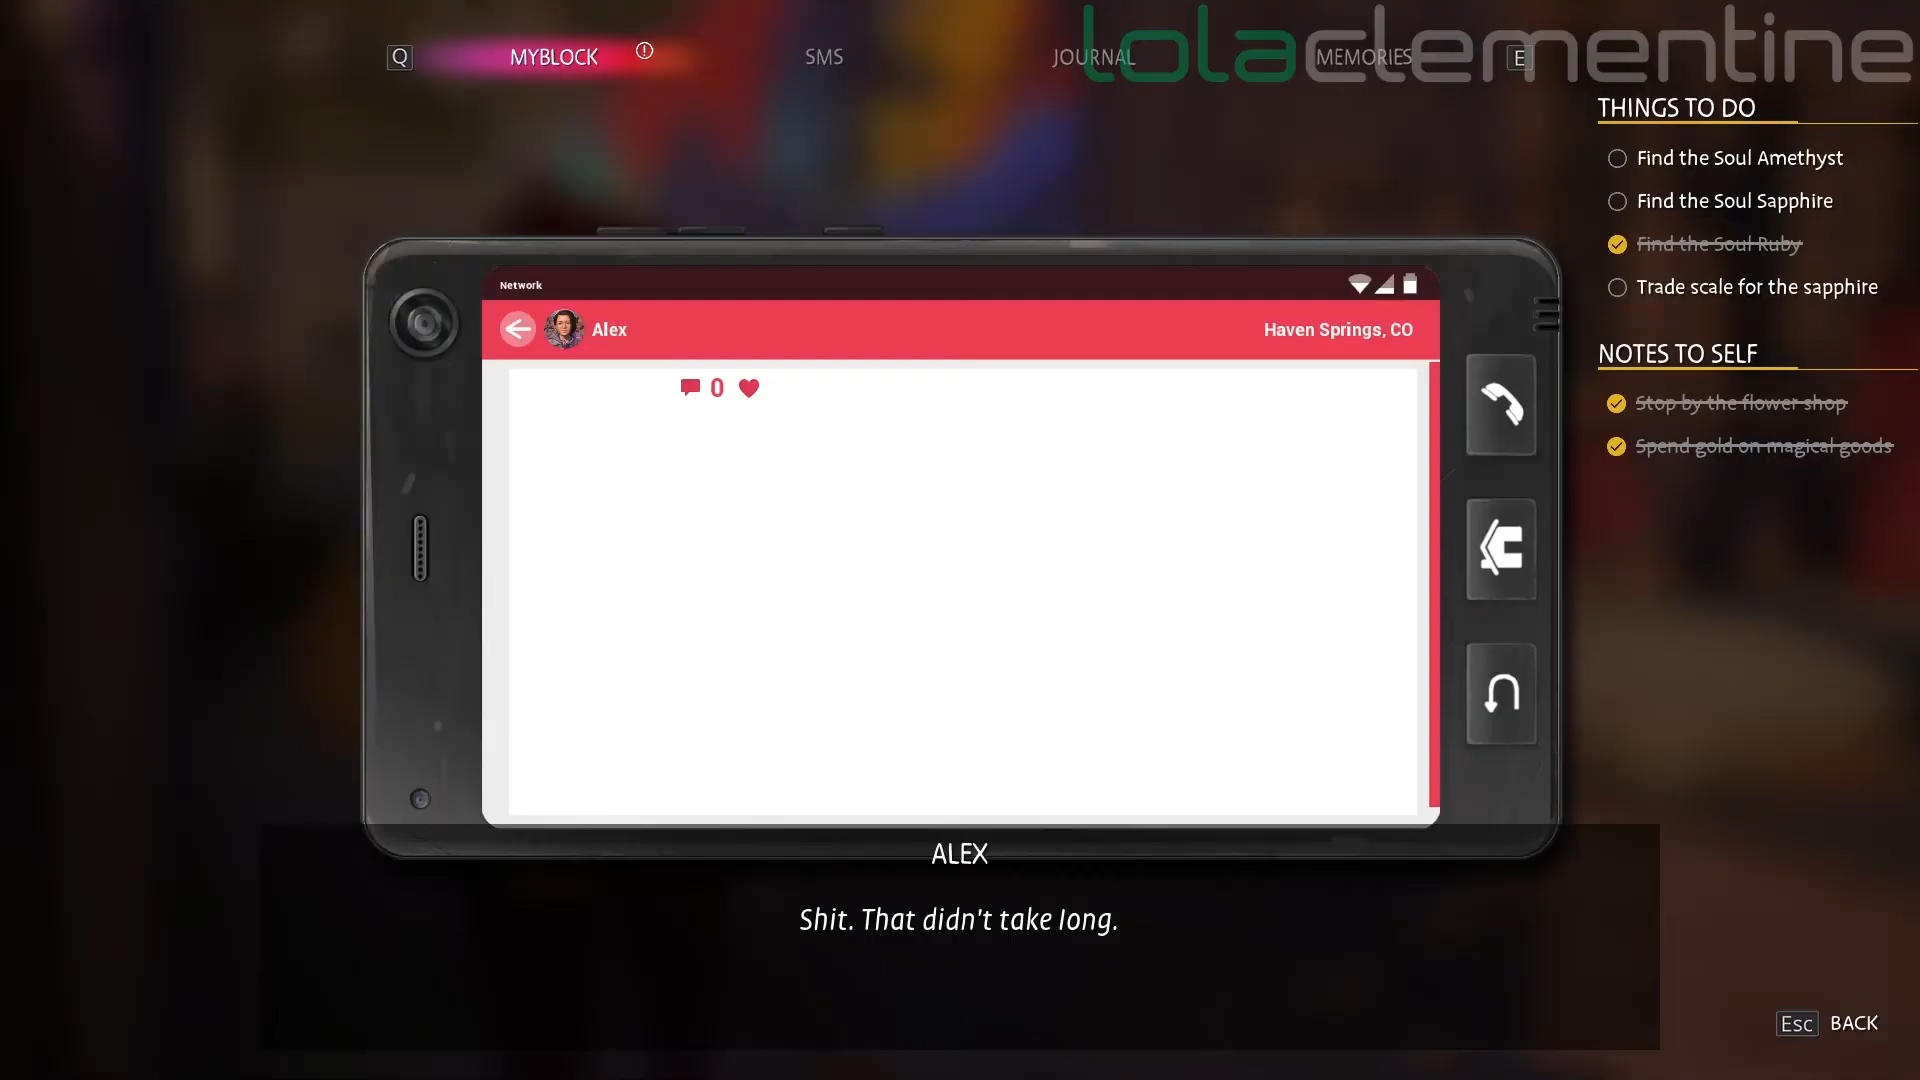 lolaclementine
Q MYBLOCK SMS JOURNAL MEMORIES E
THINGS TO DO
Find the Soul Amethyst
Find the Soul Sapphire
Find the Soul Ruby
Trade scale for the sapphire
NOTES TO SELF
Stop by the flower shop
Spend gold on magical goods
Network
Alex Haven Springs, CO
0
ALEX
Shit. That didn't take long.
Esc BACK